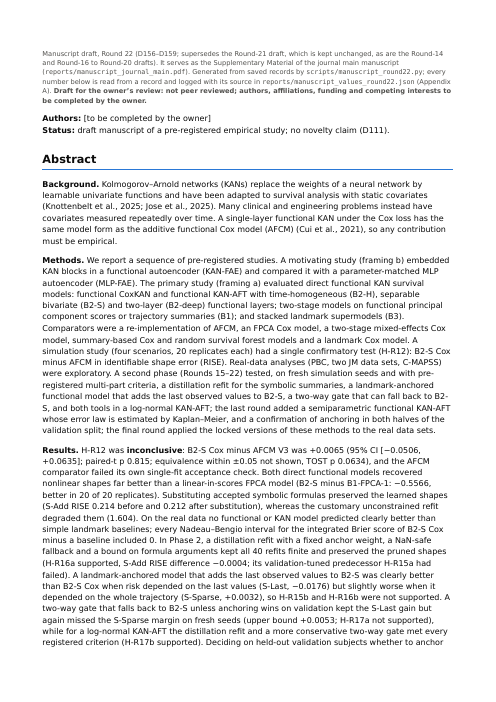 Manuscript draft, Round 22 (D156–D159; supersedes the Round-21 draft, which is kept unchanged, as are the Round-14
and Round-16 to Round-20 drafts). It serves as the Supplementary Material of the journal main manuscript
(reports/manuscript_journal_main.pdf). Generated from saved records by scripts/manuscript_round22.py; every
number below is read from a record and logged with its source in reports/manuscript_values_round22.json (Appendix
A). Draft for the owner's review: not peer reviewed; authors, affiliations, funding and competing interests to
be completed by the owner.
Authors: [to be completed by the owner]
Status: draft manuscript of a pre-registered empirical study; no novelty claim (D111).
Abstract
Background. Kolmogorov–Arnold networks (KANs) replace the weights of a neural network by
learnable univariate functions and have been adapted to survival analysis with static covariates
(Knottenbelt et al., 2025; Jose et al., 2025). Many clinical and engineering problems instead have
covariates measured repeatedly over time. A single-layer functional KAN under the Cox loss has the
same model form as the additive functional Cox model (AFCM) (Cui et al., 2021), so any contribution
must be empirical.
Methods. We report a sequence of pre-registered studies. A motivating study (framing b) embedded
KAN blocks in a functional autoencoder (KAN-FAE) and compared it with a parameter-matched MLP
autoencoder (MLP-FAE). The primary study (framing a) evaluated direct functional KAN survival
models: functional CoxKAN and functional KAN-AFT with time-homogeneous (B2-H), separable
bivariate (B2-S) and two-layer (B2-deep) functional layers; two-stage models on functional principal
component scores or trajectory summaries (B1); and stacked landmark supermodels (B3).
Comparators were a re-implementation of AFCM, an FPCA Cox model, a two-stage mixed-effects Cox
model, summary-based Cox and random survival forest models and a landmark Cox model. A
simulation study (four scenarios, 20 replicates each) had a single confirmatory test (H-R12): B2-S Cox
minus AFCM in identifiable shape error (RISE). Real-data analyses (PBC, two JM data sets, C-MAPSS)
were exploratory. A second phase (Rounds 15–22) tested, on fresh simulation seeds and with pre-
registered multi-part criteria, a distillation refit for the symbolic summaries, a landmark-anchored
functional model that adds the last observed values to B2-S, a two-way gate that can fall back to B2-
S, and both tools in a log-normal KAN-AFT; the last round added a semiparametric functional KAN-AFT
whose error law is estimated by Kaplan–Meier, and a confirmation of anchoring in both halves of the
validation split; the final round applied the locked versions of these methods to the real data sets.
Results. H-R12 was inconclusive: B2-S Cox minus AFCM V3 was +0.0065 (95% CI [−0.0506,
+0.0635]; paired-t p 0.815; equivalence within ±0.05 not shown, TOST p 0.0634), and the AFCM
comparator failed its own single-fit acceptance check. Both direct functional models recovered
nonlinear shapes far better than a linear-in-scores FPCA model (B2-S minus B1-FPCA-1: −0.5566,
better in 20 of 20 replicates). Substituting accepted symbolic formulas preserved the learned shapes
(S-Add RISE 0.214 before and 0.212 after substitution), whereas the customary unconstrained refit
degraded them (1.604). On the real data no functional or KAN model predicted clearly better than
simple landmark baselines; every Nadeau–Bengio interval for the integrated Brier score of B2-S Cox
minus a baseline included 0. In Phase 2, a distillation refit with a fixed anchor weight, a NaN-safe
fallback and a bound on formula arguments kept all 40 refits finite and preserved the pruned shapes
(H-R16a supported, S-Add RISE difference −0.0004; its validation-tuned predecessor H-R15a had
failed). A landmark-anchored model that adds the last observed values to B2-S was clearly better
than B2-S Cox when risk depended on the last values (S-Last, −0.0176) but slightly worse when it
depended on the whole trajectory (S-Sparse, +0.0032), so H-R15b and H-R16b were not supported. A
two-way gate that falls back to B2-S unless anchoring wins on validation kept the S-Last gain but
again missed the S-Sparse margin on fresh seeds (upper bound +0.0053; H-R17a not supported),
while for a log-normal KAN-AFT the distillation refit and a more conservative two-way gate met every
registered criterion (H-R17b supported). Deciding on held-out validation subjects whether to anchor